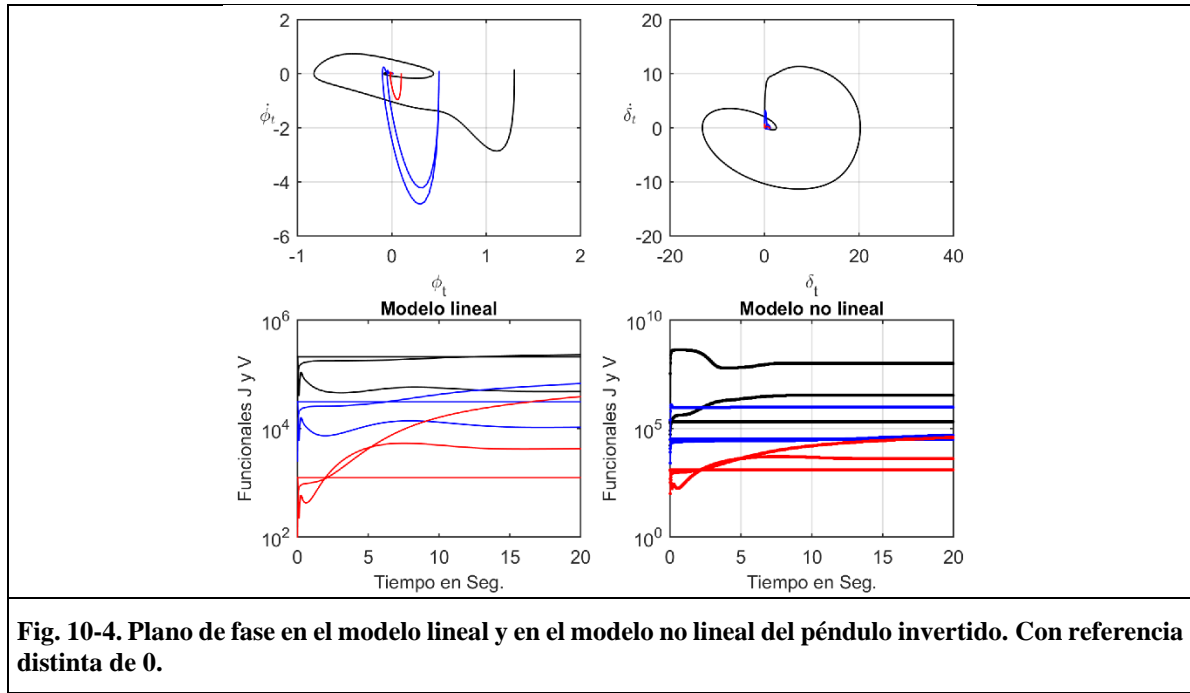 2
0
-2
-4
-6
-1
0
1
2
φ̇_t
φ_t
20
10
0
-10
-20
-20
0
20
40
δ̇_t
δ_t
Modelo lineal
10^6
10^4
10^2
Funcionales J y V
0
5
10
15
20
Tiempo en Seg.
Modelo no lineal
10^10
10^5
10^0
Funcionales J y V
0
5
10
15
20
Tiempo en Seg.
Fig. 10-4. Plano de fase en el modelo lineal y en el modelo no lineal del péndulo invertido. Con referencia
distinta de 0.